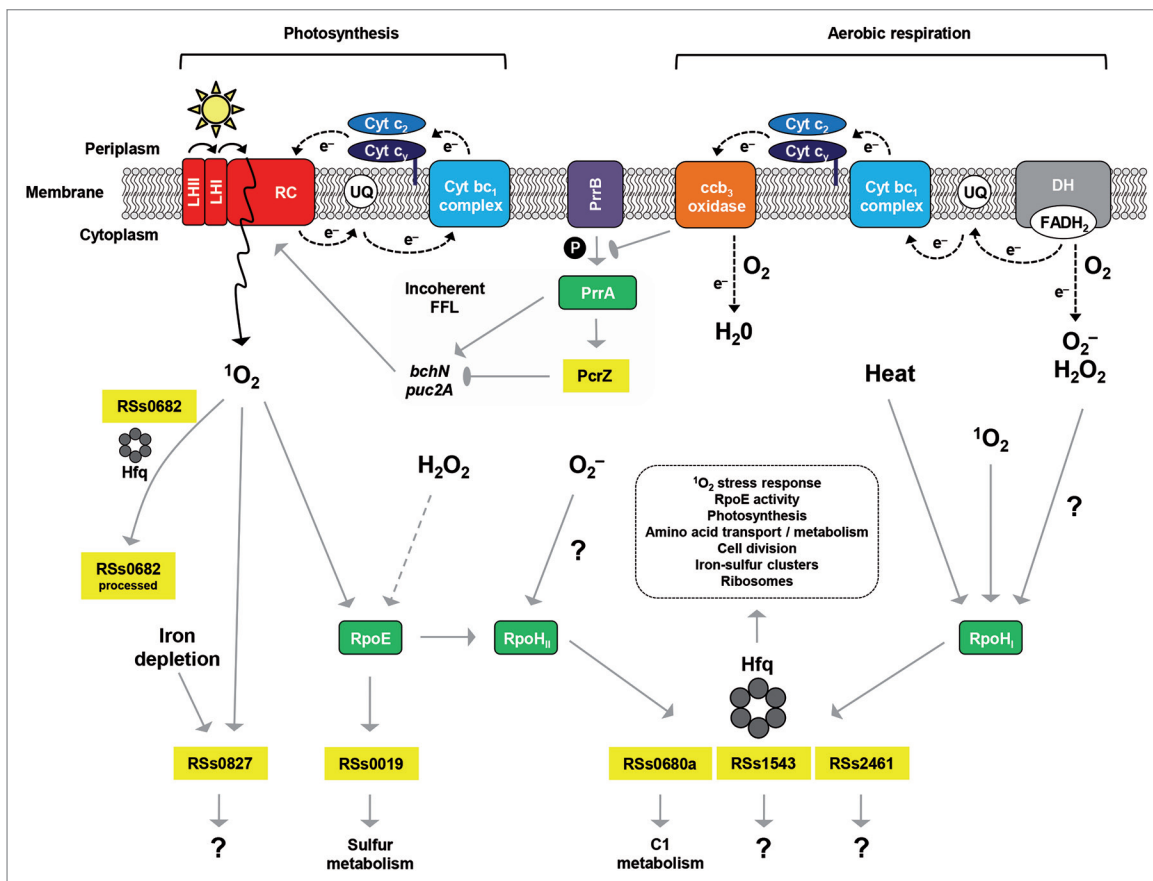 Photosynthesis
Aerobic respiration
Periplasm
Membrane
Cytoplasm
LHII
LHI
RC
e⁻
e⁻
UQ
e⁻
e⁻
Cyt c₂
Cyt cᵧ
Cyt bc₁
complex
PrrB
ccb₃
oxidase
e⁻
e⁻
Cyt c₂
Cyt cᵧ
Cyt bc₁
complex
UQ
DH
FADH₂
e⁻
e⁻
P
PrrA
O₂
e⁻
H₂0
O₂
e⁻
O₂⁻
H₂O₂
Incoherent
FFL
bchN
puc2A
PcrZ
¹O₂
RSs0682
Hfq
RSs0682
processed
H₂O₂
O₂⁻
?
Heat
¹O₂
?
¹O₂ stress response
RpoE activity
Photosynthesis
Amino acid transport / metabolism
Cell division
Iron-sulfur clusters
Ribosomes
Iron
depletion
RpoE
RpoH_II
Hfq
RpoH_I
RSs0827
RSs0019
RSs0680a
RSs1543
RSs2461
?
Sulfur
metabolism
C1
metabolism
?
?